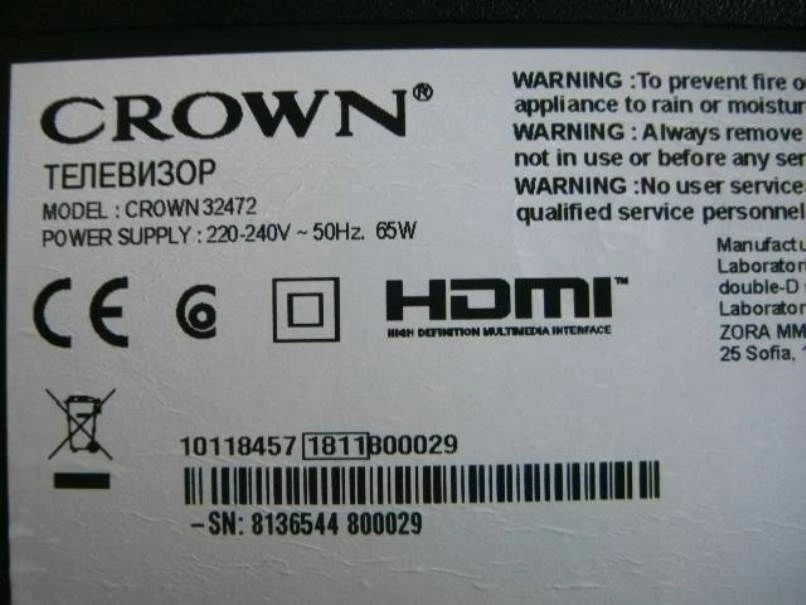 CROWN®
ТЕЛЕВИЗОР
MODEL : CROWN 32472
POWER SUPPLY : 220-240V ~ 50Hz. 65W
WARNING :To prevent fire o
appliance to rain or moistur
WARNING : Always remove
not in use or before any ser
WARNING :No user service
qualified service personnel
Manufactu
Laborator
double-D
Laborator
ZORA MM
25 Sofia,
CE
HDMI™
HIGH DEFINITION MULTIMEDIA INTERFACE
10118457 1811800029
-SN: 8136544 800029